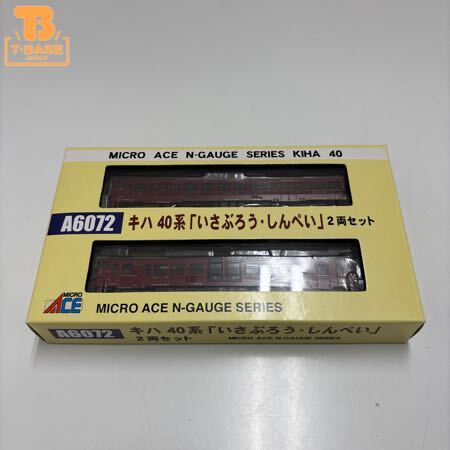 T-BASE
JAPAN
MICRO ACE N-GAUGE SERIES KIHA 40
A6072 キハ 40系「いさぶろう・しんぺい」2両セット
MICRO ACE
MICRO ACE N-GAUGE SERIES
A6072 キハ 40系「いさぶろう・しんぺい」
2両セット MICRO ACE N-GAUGE SERIES